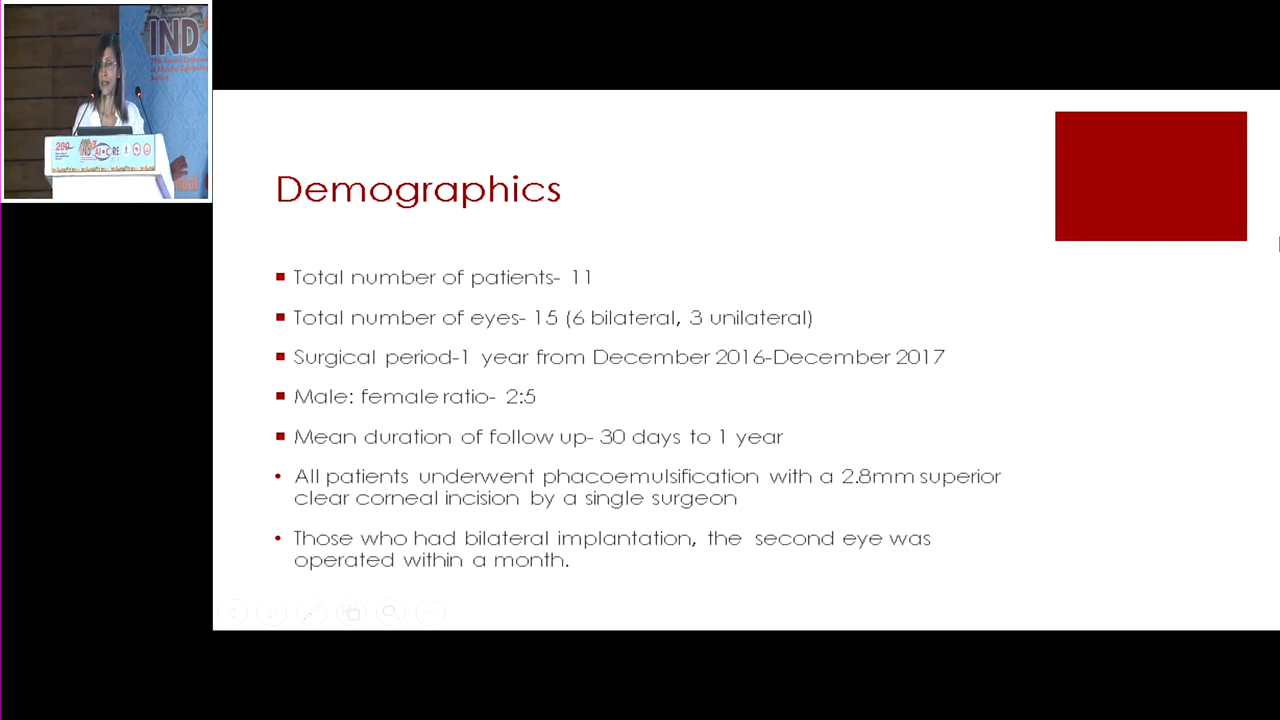 IND
Demographics
Total number of patients- 11
Total number of eyes- 15 (6 bilateral, 3 unilateral)
Surgical period-1 year from December 2016-December 2017
Male: female ratio- 2:5
Mean duration of follow up- 30 days to 1 year
All patients underwent phacoemulsification with a 2.8mm superior
clear corneal incision by a single surgeon
Those who had bilateral implantation, the second eye was
operated within a month.